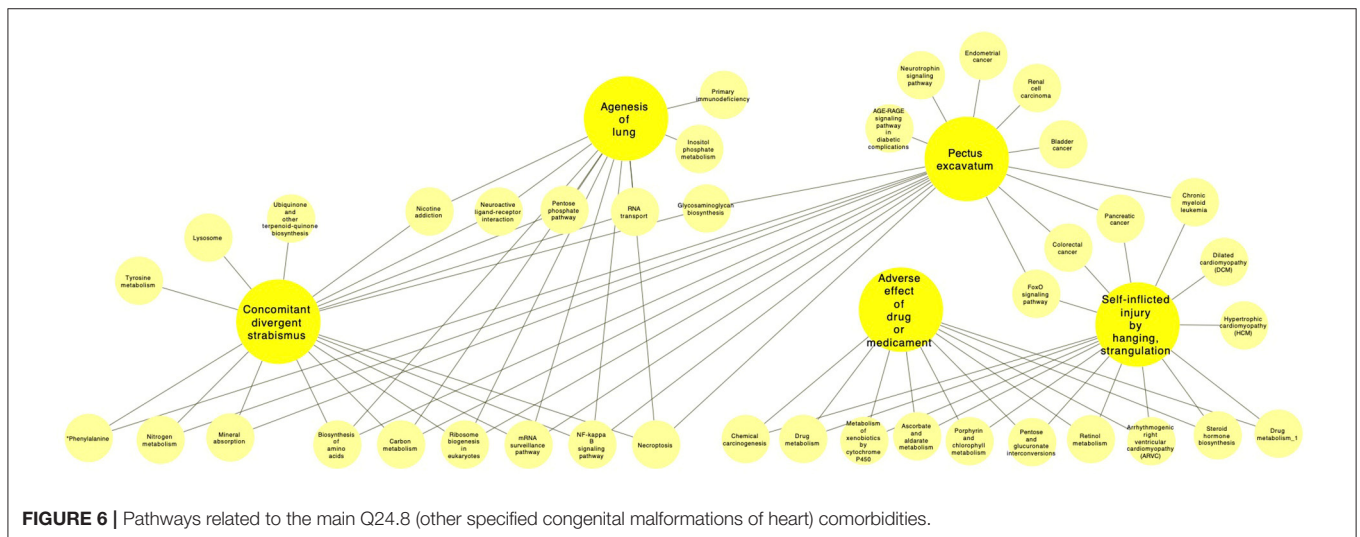 Endometrial
cancer
Neurotrophin
signaling
pathway
Renal
cell
carcinoma
Primary
immunodeficiency
Agenesis
of
lung
AGE-RAGE
signaling
pathway
in
diabetic
complications
Pectus
excavatum
Bladder
cancer
Inositol
phosphate
metabolism
Ubiquinone
and
other
terpenoid-quinone
biosynthesis
Nicotine
addiction
Neuroactive
ligand-receptor
interaction
Pentose
phosphate
pathway
RNA
transport
Glycosaminoglycan
biosynthesis
Chronic
myeloid
leukemia
Pancreatic
cancer
Lysosome
Colorectal
cancer
Tyrosine
metabolism
Dilated
cardiomyopathy
(DCM)
FoxO
signaling
pathway
Concomitant
divergent
strabismus
Adverse
effect
of
drug
or
medicament
Self-inflicted
injury
by
hanging,
strangulation
Hypertrophic
cardiomyopathy
(HCM)
"Phenylalanine
Nitrogen
metabolism
Mineral
absorption
Biosynthesis
of
amino
acids
Carbon
metabolism
Ribosome
biogenesis
in
eukaryotes
mRNA
surveillance
pathway
NF-kappa
B
signaling
pathway
Necroptosis
Chemical
carcinogenesis
Drug
metabolism
Metabolism
of
xenobiotics
by
cytochrome
P450
Ascorbate
and
aldarate
metabolism
Porphyrin
and
chlorophyll
metabolism
Pentose
and
glucuronate
interconversions
Retinol
metabolism
Arrhythmogenic
right
ventricular
cardiomyopathy
(ARVC)
Steroid
hormone
biosynthesis
Drug
metabolism_1
FIGURE 6 | Pathways related to the main Q24.8 (other specified congenital malformations of heart) comorbidities.